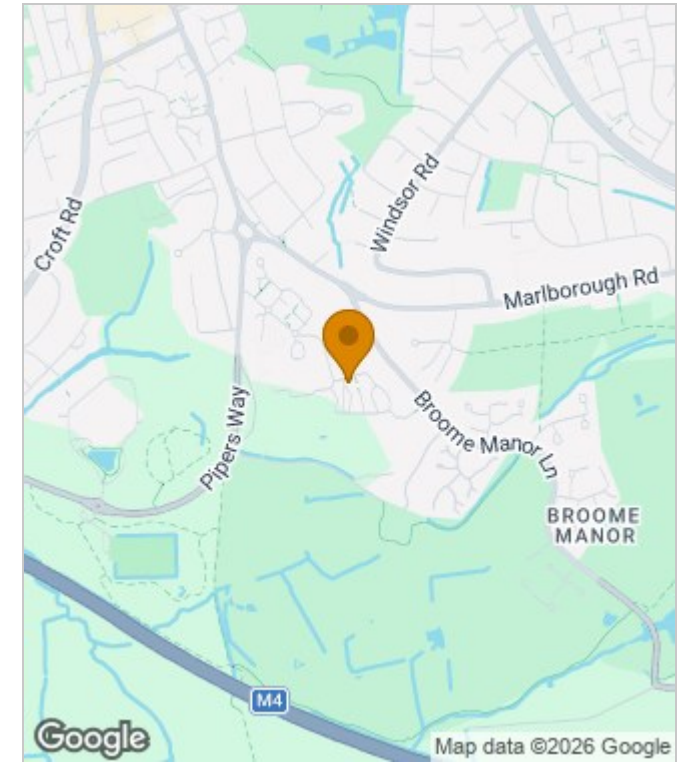 Croft Rd
Windsor Rd
Marlborough Rd
Pipers Way
Broome Manor Ln
BROOME
MANOR
M4
Google
Map data ©2026 Google